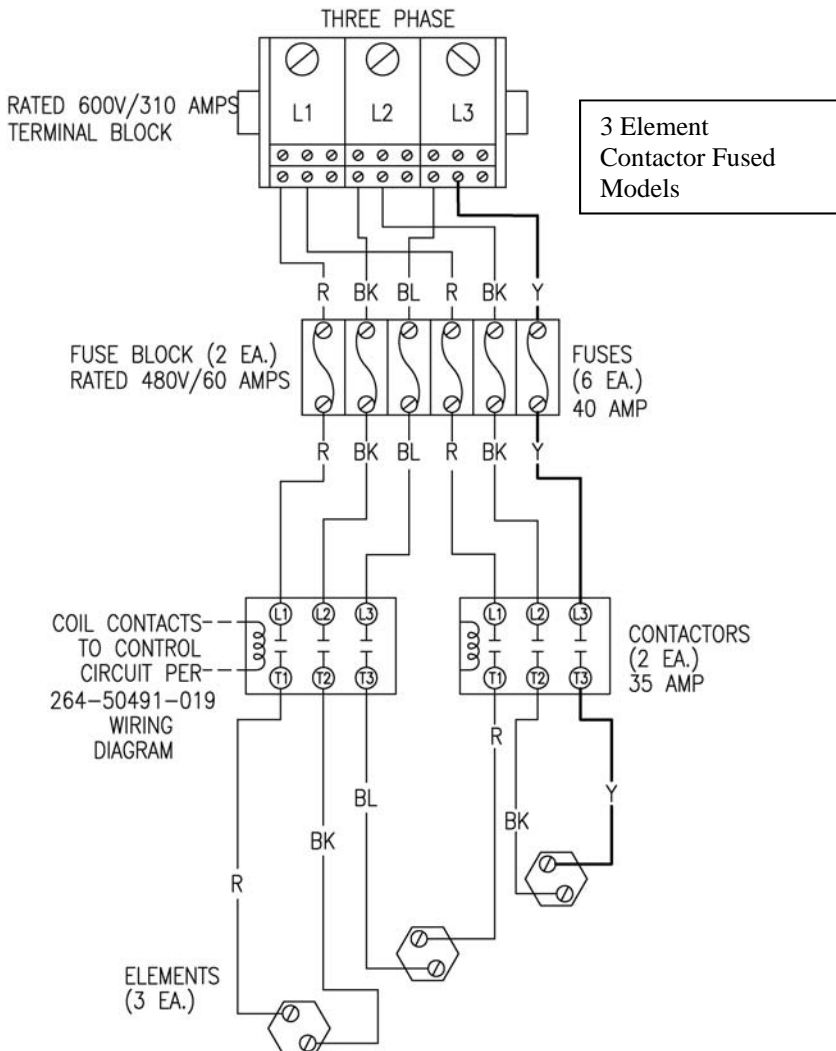 THREE PHASE
RATED 600V/310 AMPS
TERMINAL BLOCK
L1 L2 L3
3 Element
Contactor Fused
Models
R BK BL R BK Y
FUSE BLOCK (2 EA.)
RATED 480V/60 AMPS
FUSES
(6 EA.)
40 AMP
R BK BL R BK Y
COIL CONTACTS
TO CONTROL
CIRCUIT PER
264-50491-019
WIRING
DIAGRAM
L1 L2 L3
T1 T2 T3
L1 L2 L3
T1 T2 T3
CONTACTORS
(2 EA.)
35 AMP
R
BL
Y
BK
BK
R
ELEMENTS
(3 EA.)